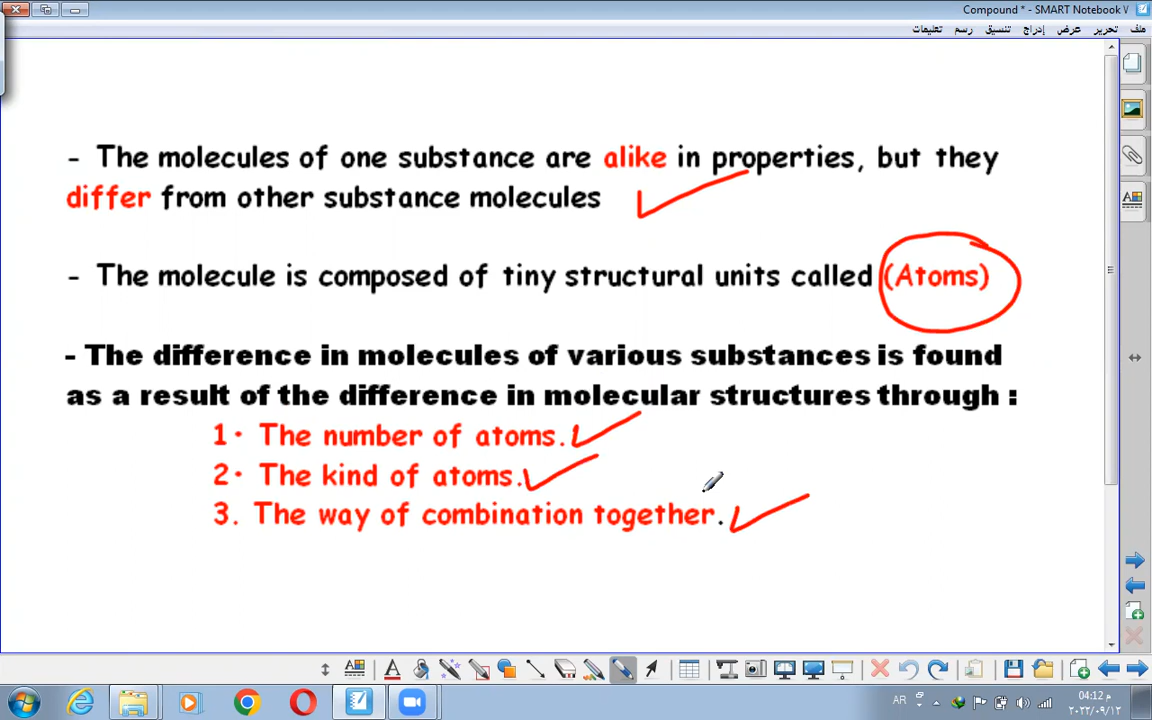 Compound * - SMART Notebook V
ملف تحرير عرض إدراج تنسيق رسم تعليمات
- The molecules of one substance are alike in properties, but they
differ from other substance molecules
- The molecule is composed of tiny structural units called (Atoms)
- The difference in molecules of various substances is found
as a result of the difference in molecular structures through :
1. The number of atoms.
2. The kind of atoms.
3. The way of combination together.
AR
04:12 م
٢٠٢٢/٠٩/١٢